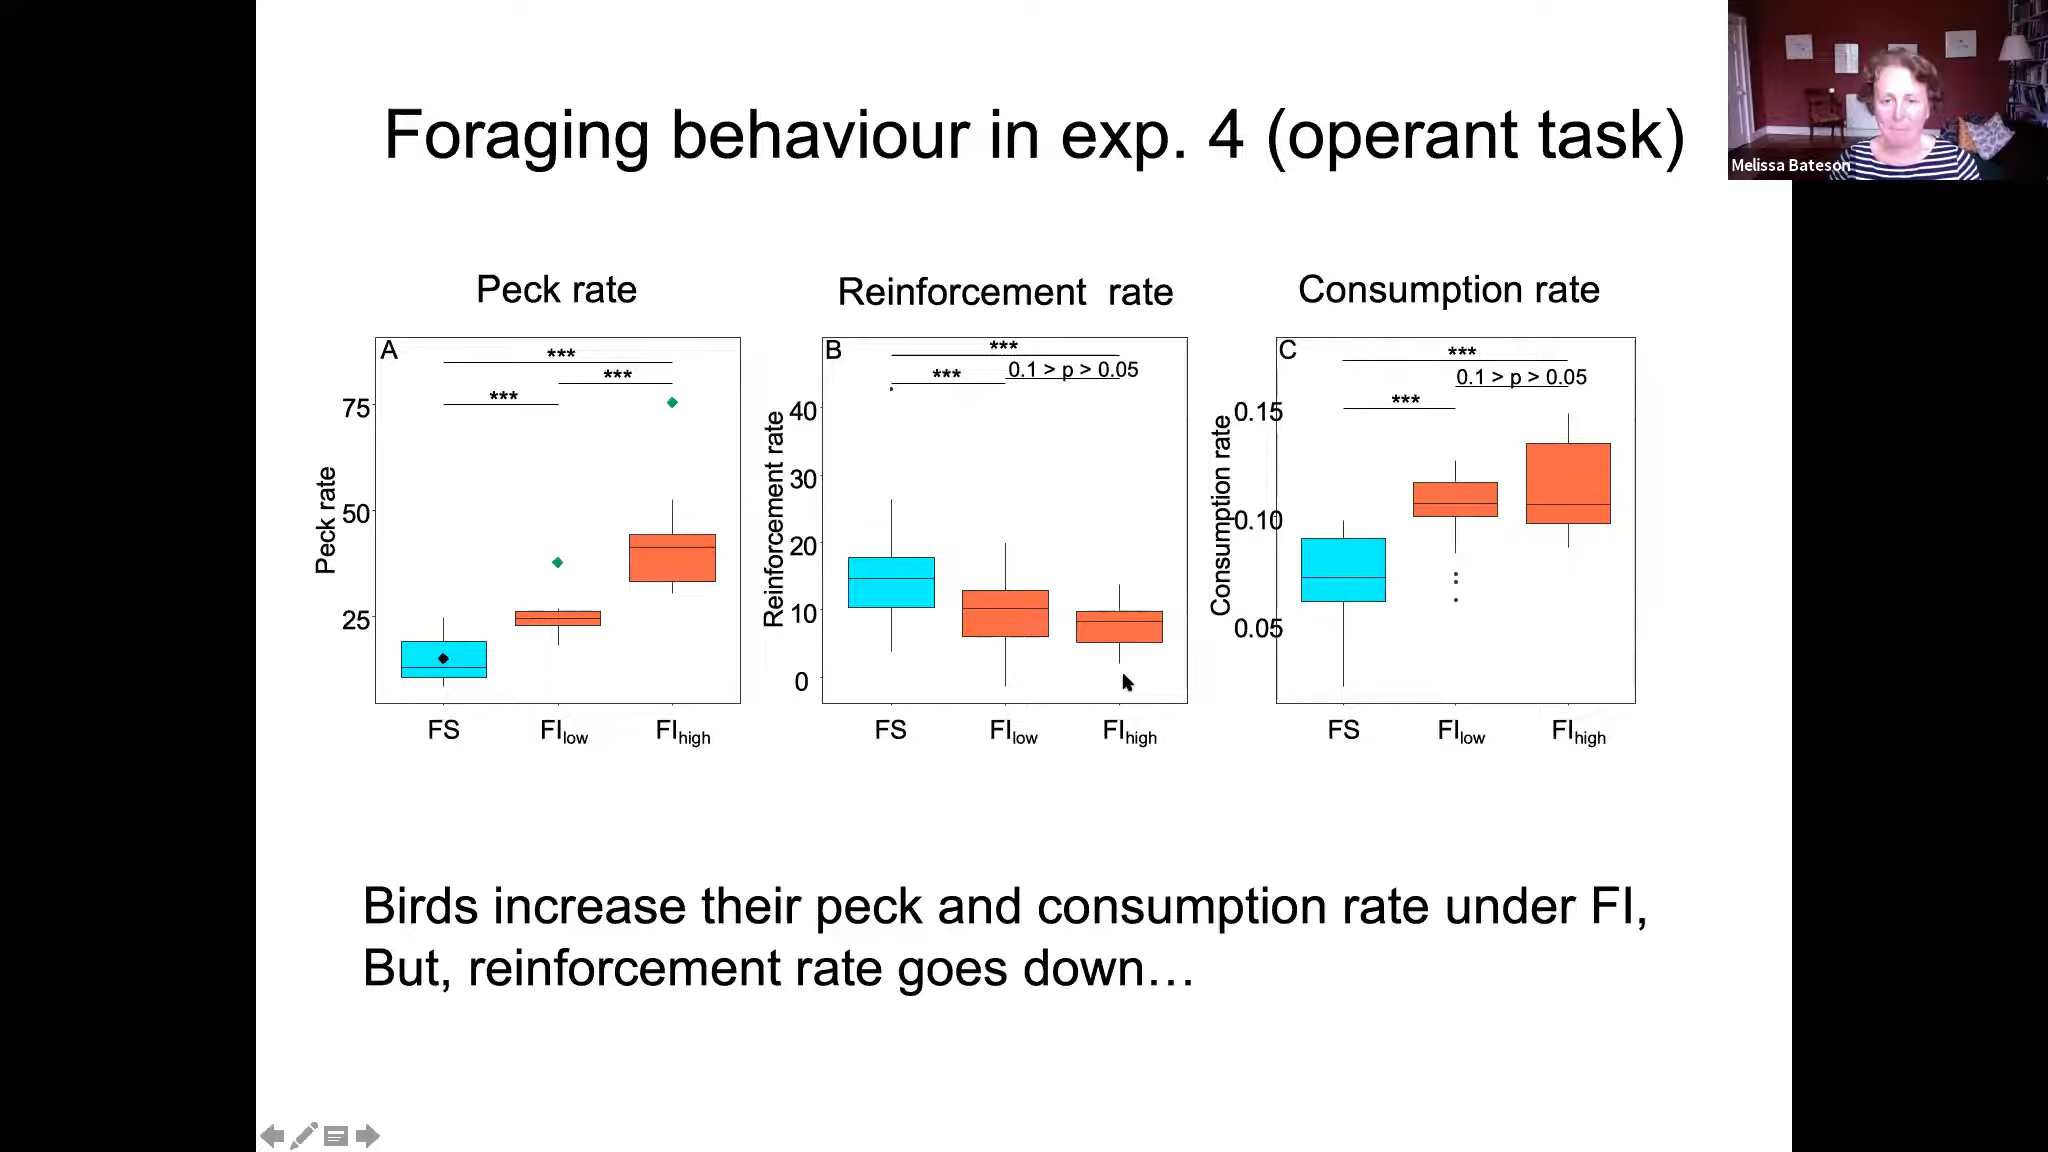 Foraging behaviour in exp. 4 (operant task)
Melissa Bateson
Peck rate
A
***
***
***
75
50
25
Peck rate
FS
FIlow
FIhigh
Reinforcement rate
B
***
0.1 > p > 0.05
***
40
30
20
10
0
Reinforcement rate
FS
FIlow
FIhigh
Consumption rate
C
***
0.1 > p > 0.05
***
0.15
0.10
0.05
Consumption rate
FS
FIlow
FIhigh
Birds increase their peck and consumption rate under FI,
But, reinforcement rate goes down…